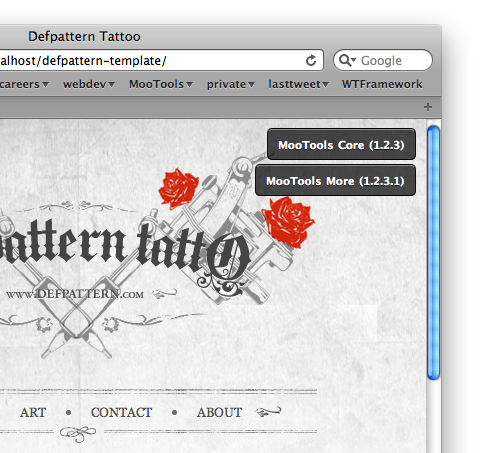 Defpattern Tattoo
alhost/defpattern-template/
Google
careers webdev MooTools private lasttweet WTFramework
MooTools Core (1.2.3)
MooTools More (1.2.3.1)
pattern tattO
www.DEFPATTERN.com
ART • CONTACT • ABOUT